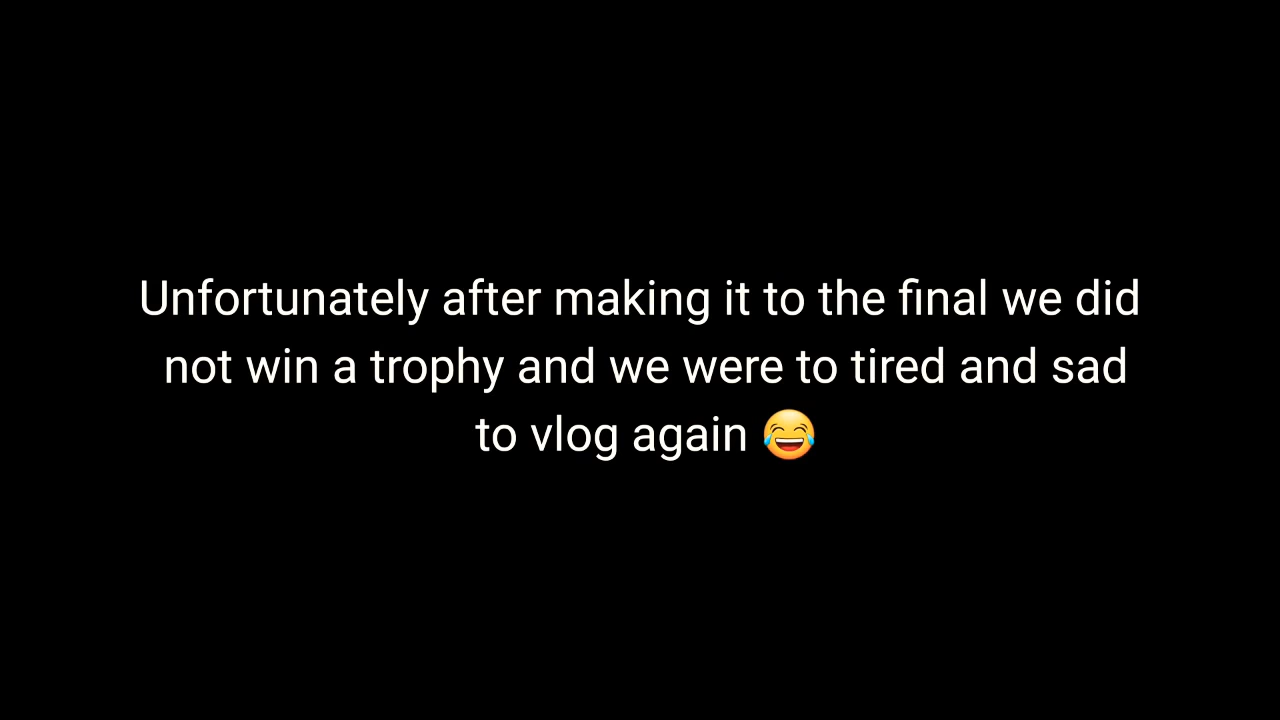 Unfortunately after making it to the final we did
not win a trophy and we were to tired and sad
to vlog again 😂